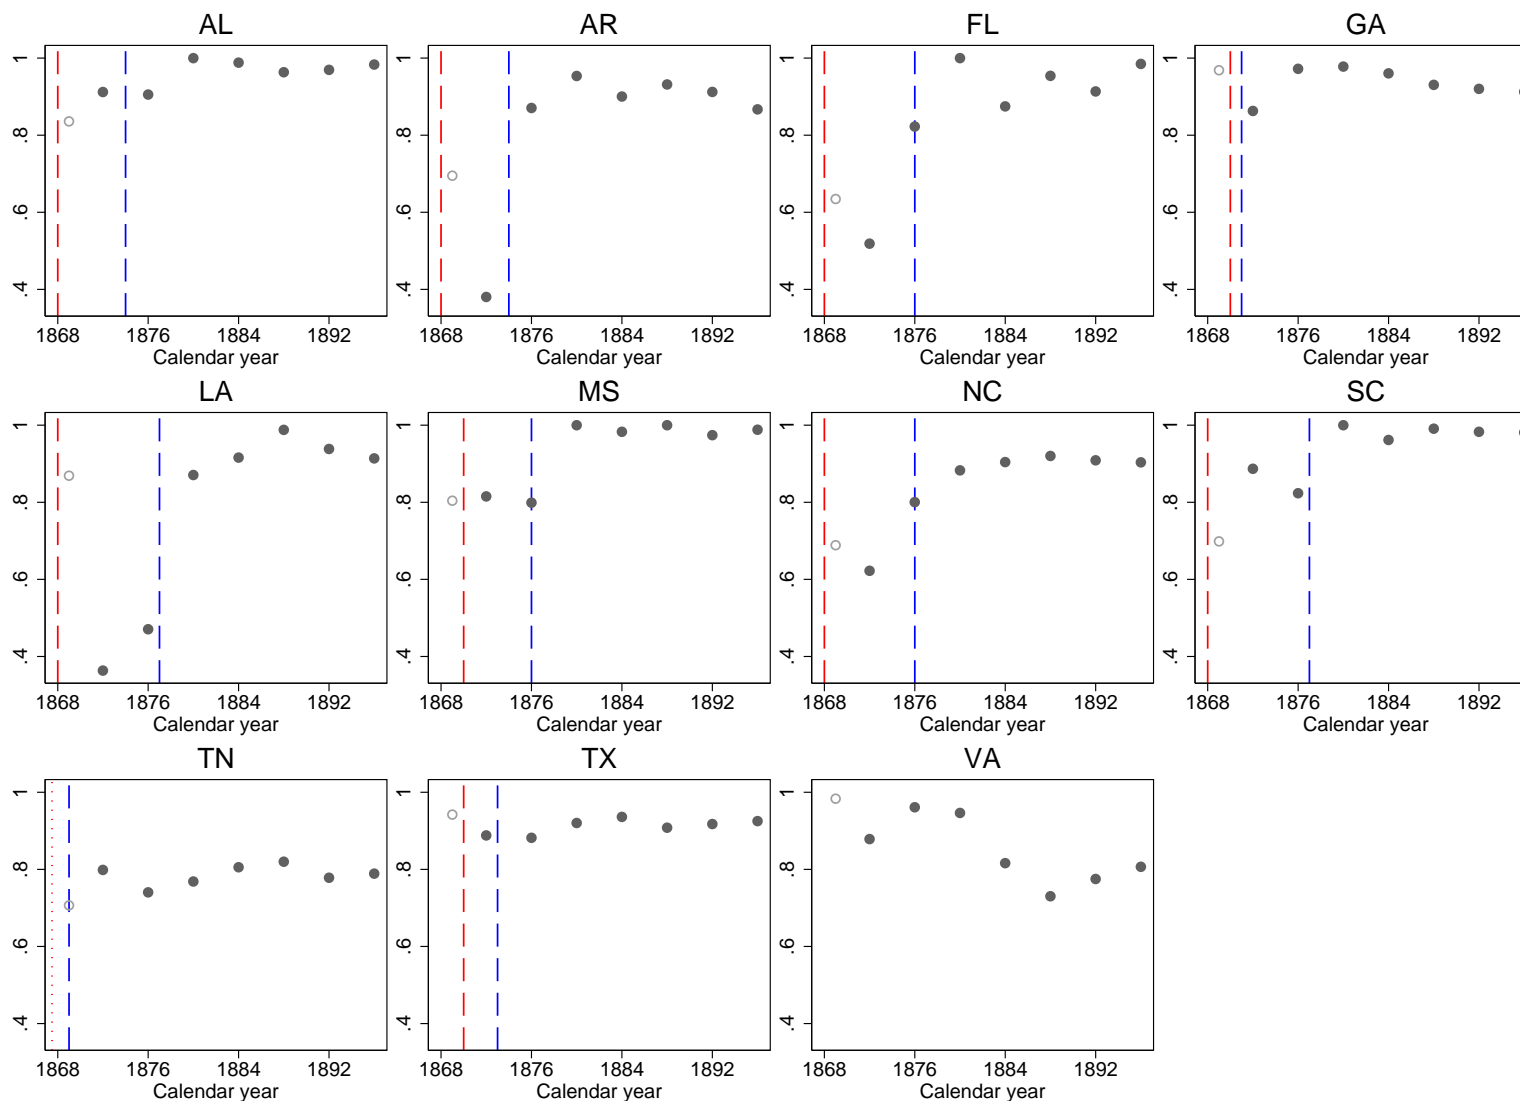 AL AR FL GA
1 1 1 1
.8 .8 .8 .8
.6 .6 .6 .6
.4 .4 .4 .4
1868 1876 1884 1892 1868 1876 1884 1892 1868 1876 1884 1892 1868 1876 1884 1892
Calendar year Calendar year Calendar year Calendar year
LA MS NC SC
1 1 1 1
.8 .8 .8 .8
.6 .6 .6 .6
.4 .4 .4 .4
1868 1876 1884 1892 1868 1876 1884 1892 1868 1876 1884 1892 1868 1876 1884 1892
Calendar year Calendar year Calendar year Calendar year
TN TX VA
1 1 1
.8 .8 .8
.6 .6 .6
.4 .4 .4
1868 1876 1884 1892 1868 1876 1884 1892 1868 1876 1884 1892
Calendar year Calendar year Calendar year